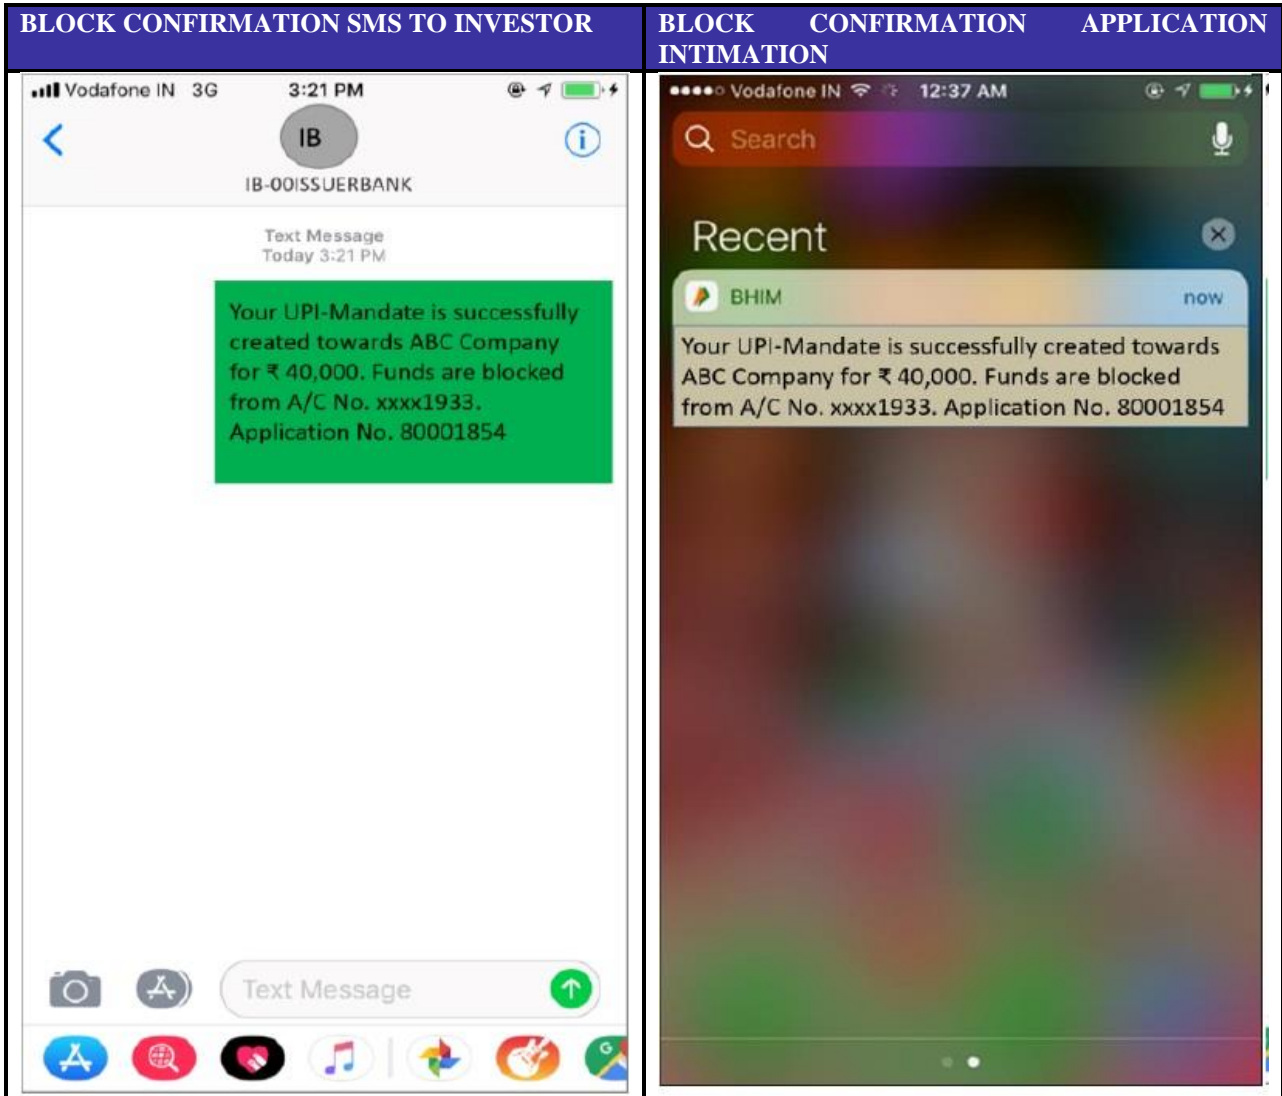 BLOCK CONFIRMATION SMS TO INVESTOR
BLOCK CONFIRMATION APPLICATION
INTIMATION
Vodafone IN 3G 3:21 PM
IB
IB-00ISSUERBANK
Text Message
Today 3:21 PM
Your UPI-Mandate is successfully
created towards ABC Company
for ₹ 40,000. Funds are blocked
from A/C No. xxxx1933.
Application No. 80001854
Text Message
Vodafone IN 12:37 AM
Search
Recent
BHIM now
Your UPI-Mandate is successfully created towards
ABC Company for ₹ 40,000. Funds are blocked
from A/C No. xxxx1933. Application No. 80001854